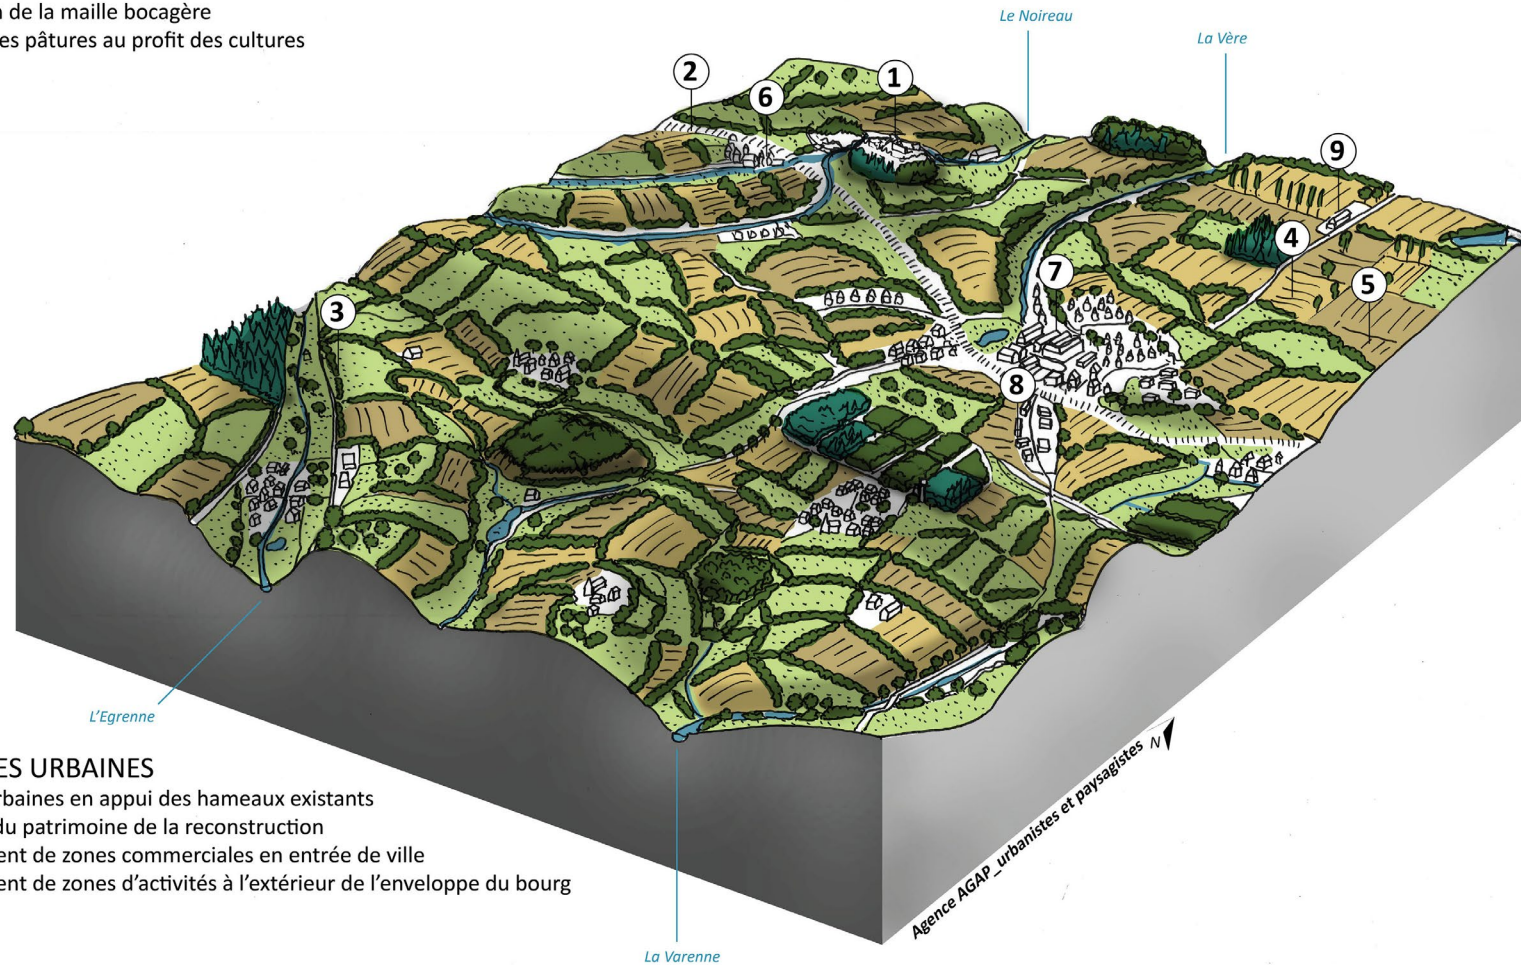 n de la maille bocagère
es pâtures au profit des cultures
Le Noireau
La Vère
2
6
1
9
4
7
5
3
8
L'Egrenne
ES URBAINES
rbaines en appui des hameaux existants
du patrimoine de la reconstruction
ent de zones commerciales en entrée de ville
ent de zones d'activités à l'extérieur de l'enveloppe du bourg
La Varenne
Agence AGAP_urbanistes et paysagistes
N